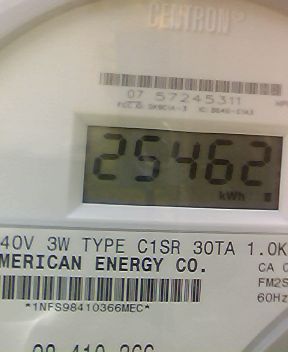 CENTRON
07 57245311
25462
kWh
40V 3W TYPE C1SR 30TA 1.0K
MERICAN ENERGY CO.
CA
FM2S
60Hz
*1NFS98410366MEC*